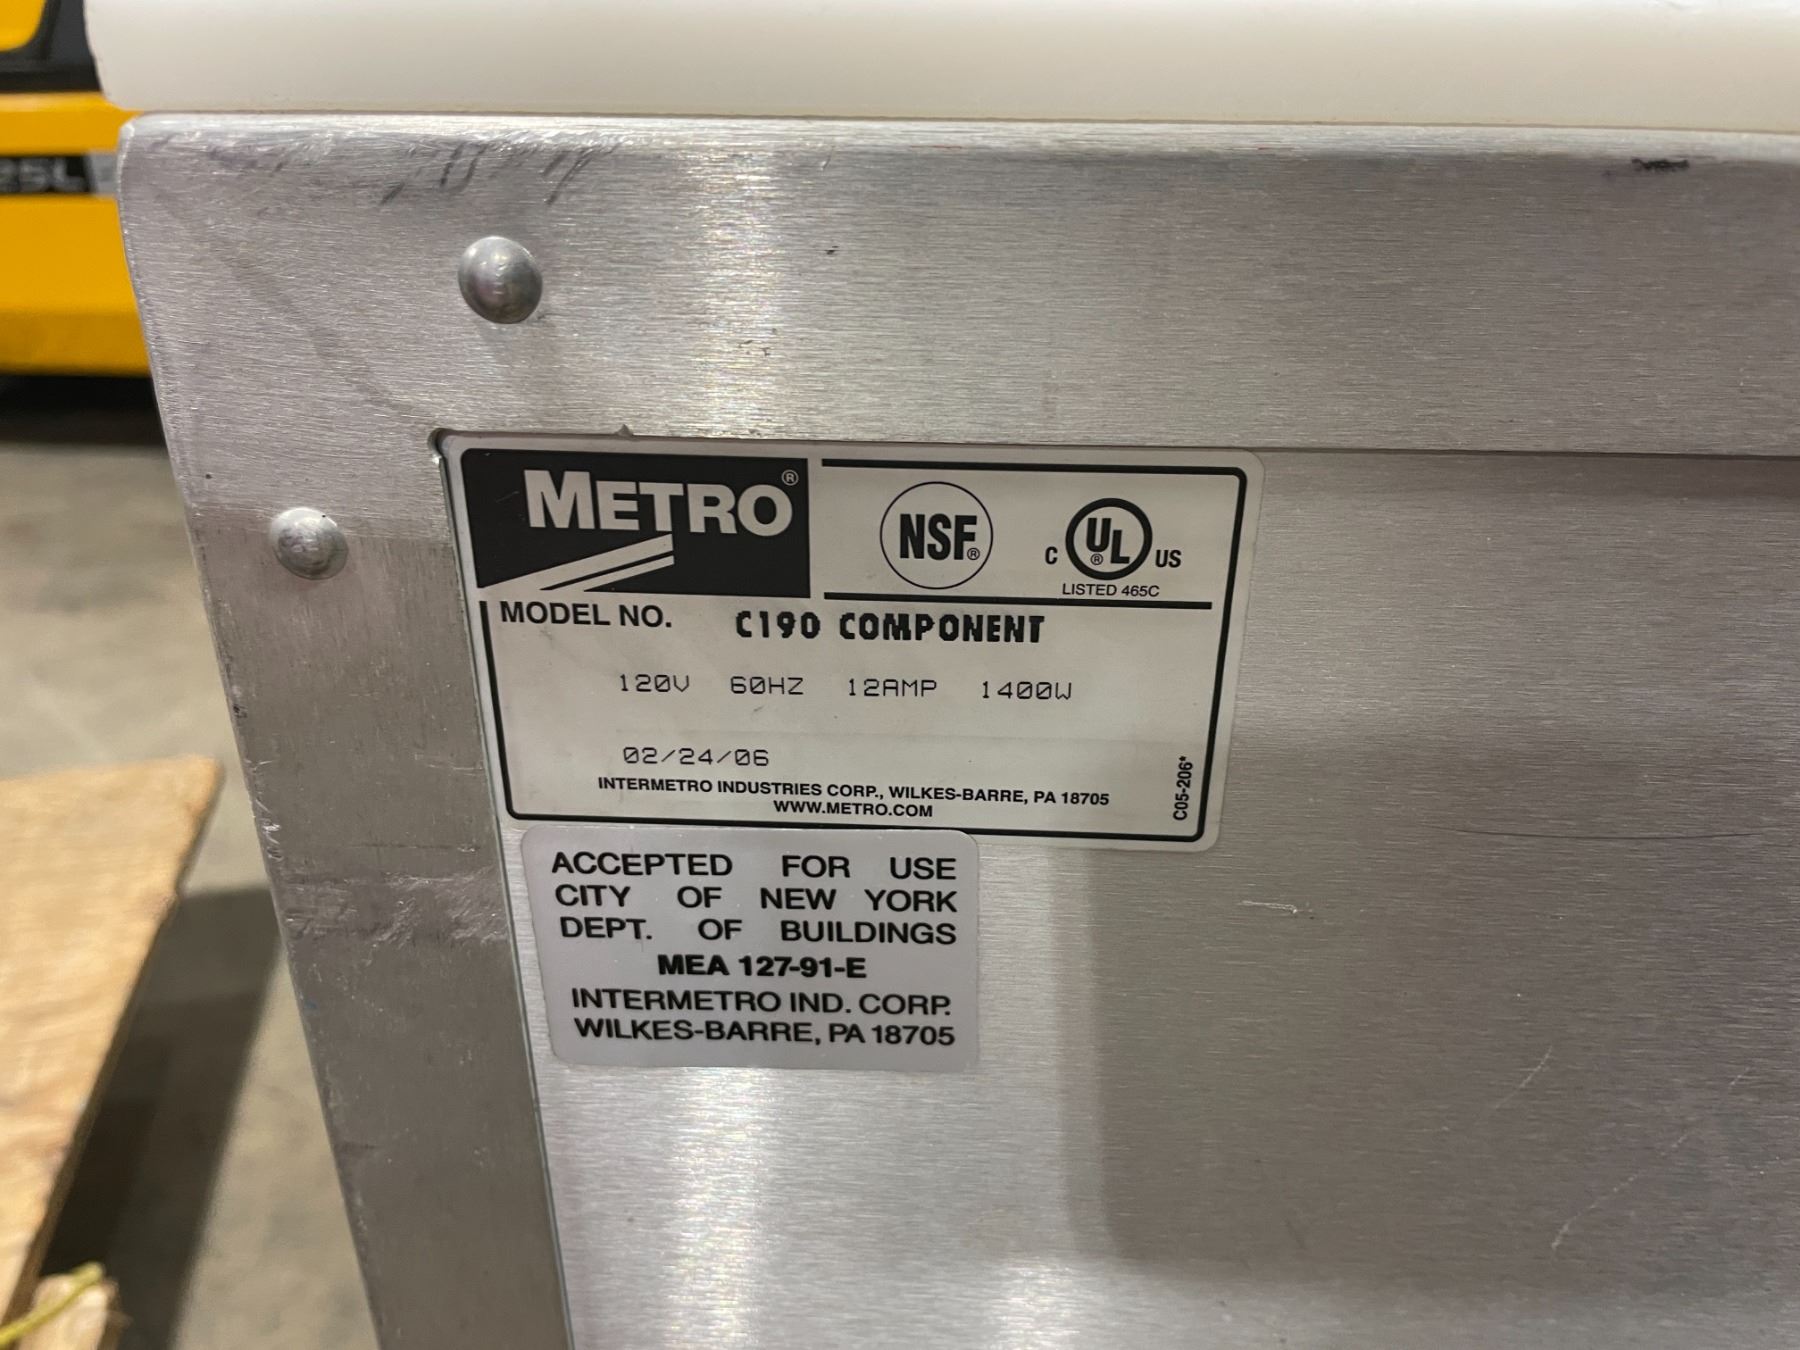 25L
METRO®
NSF®
C UL® US
LISTED 465C
MODEL NO. C190 COMPONENT
120V 60HZ 12AMP 1400W
02/24/06
INTERMETRO INDUSTRIES CORP., WILKES-BARRE, PA 18705
WWW.METRO.COM
C05-206*
ACCEPTED FOR USE
CITY OF NEW YORK
DEPT. OF BUILDINGS
MEA 127-91-E
INTERMETRO IND. CORP.
WILKES-BARRE, PA 18705